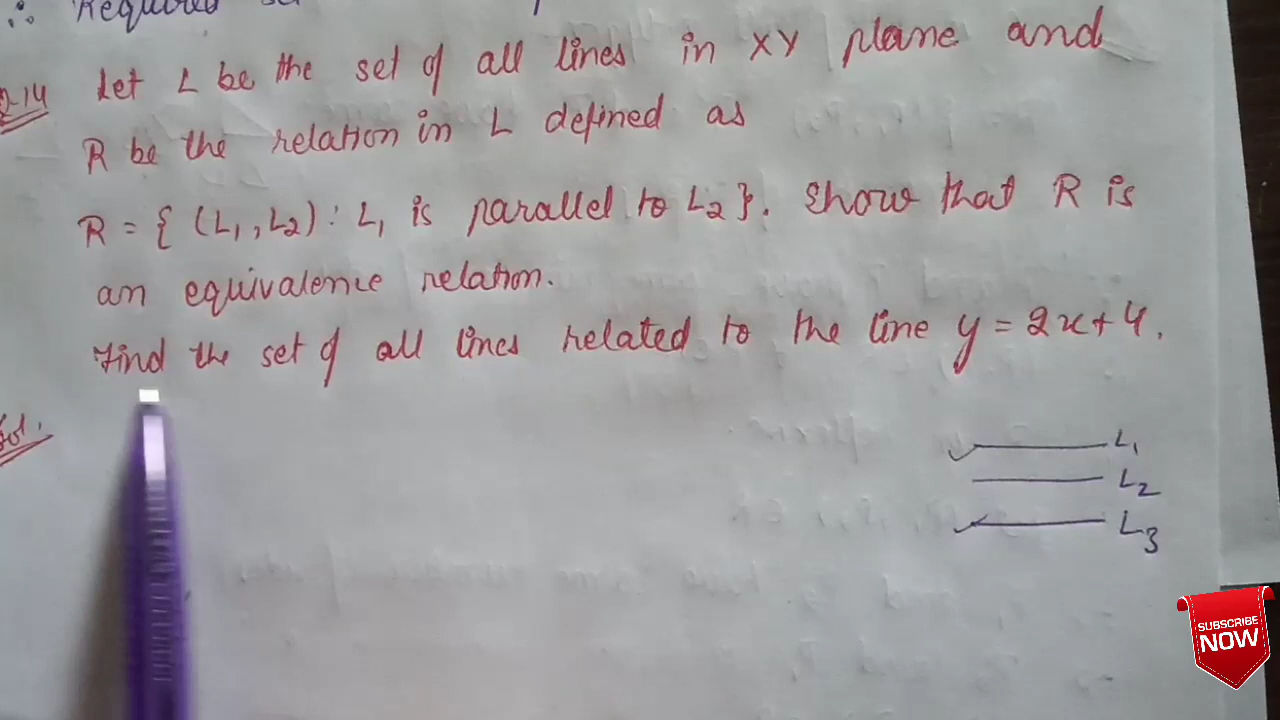 ∴ Required
Q-14 Let L be the set of all lines in XY plane and
R be the relation in L defined as
R = { (L₁, L₂) : L₁ is parallel to L₂ }. Show that R is
an equivalence relation.
Find the set of all lines related to the line y = 2x + 4.
Sol.
L₁
L₂
L₃
SUBSCRIBE
NOW